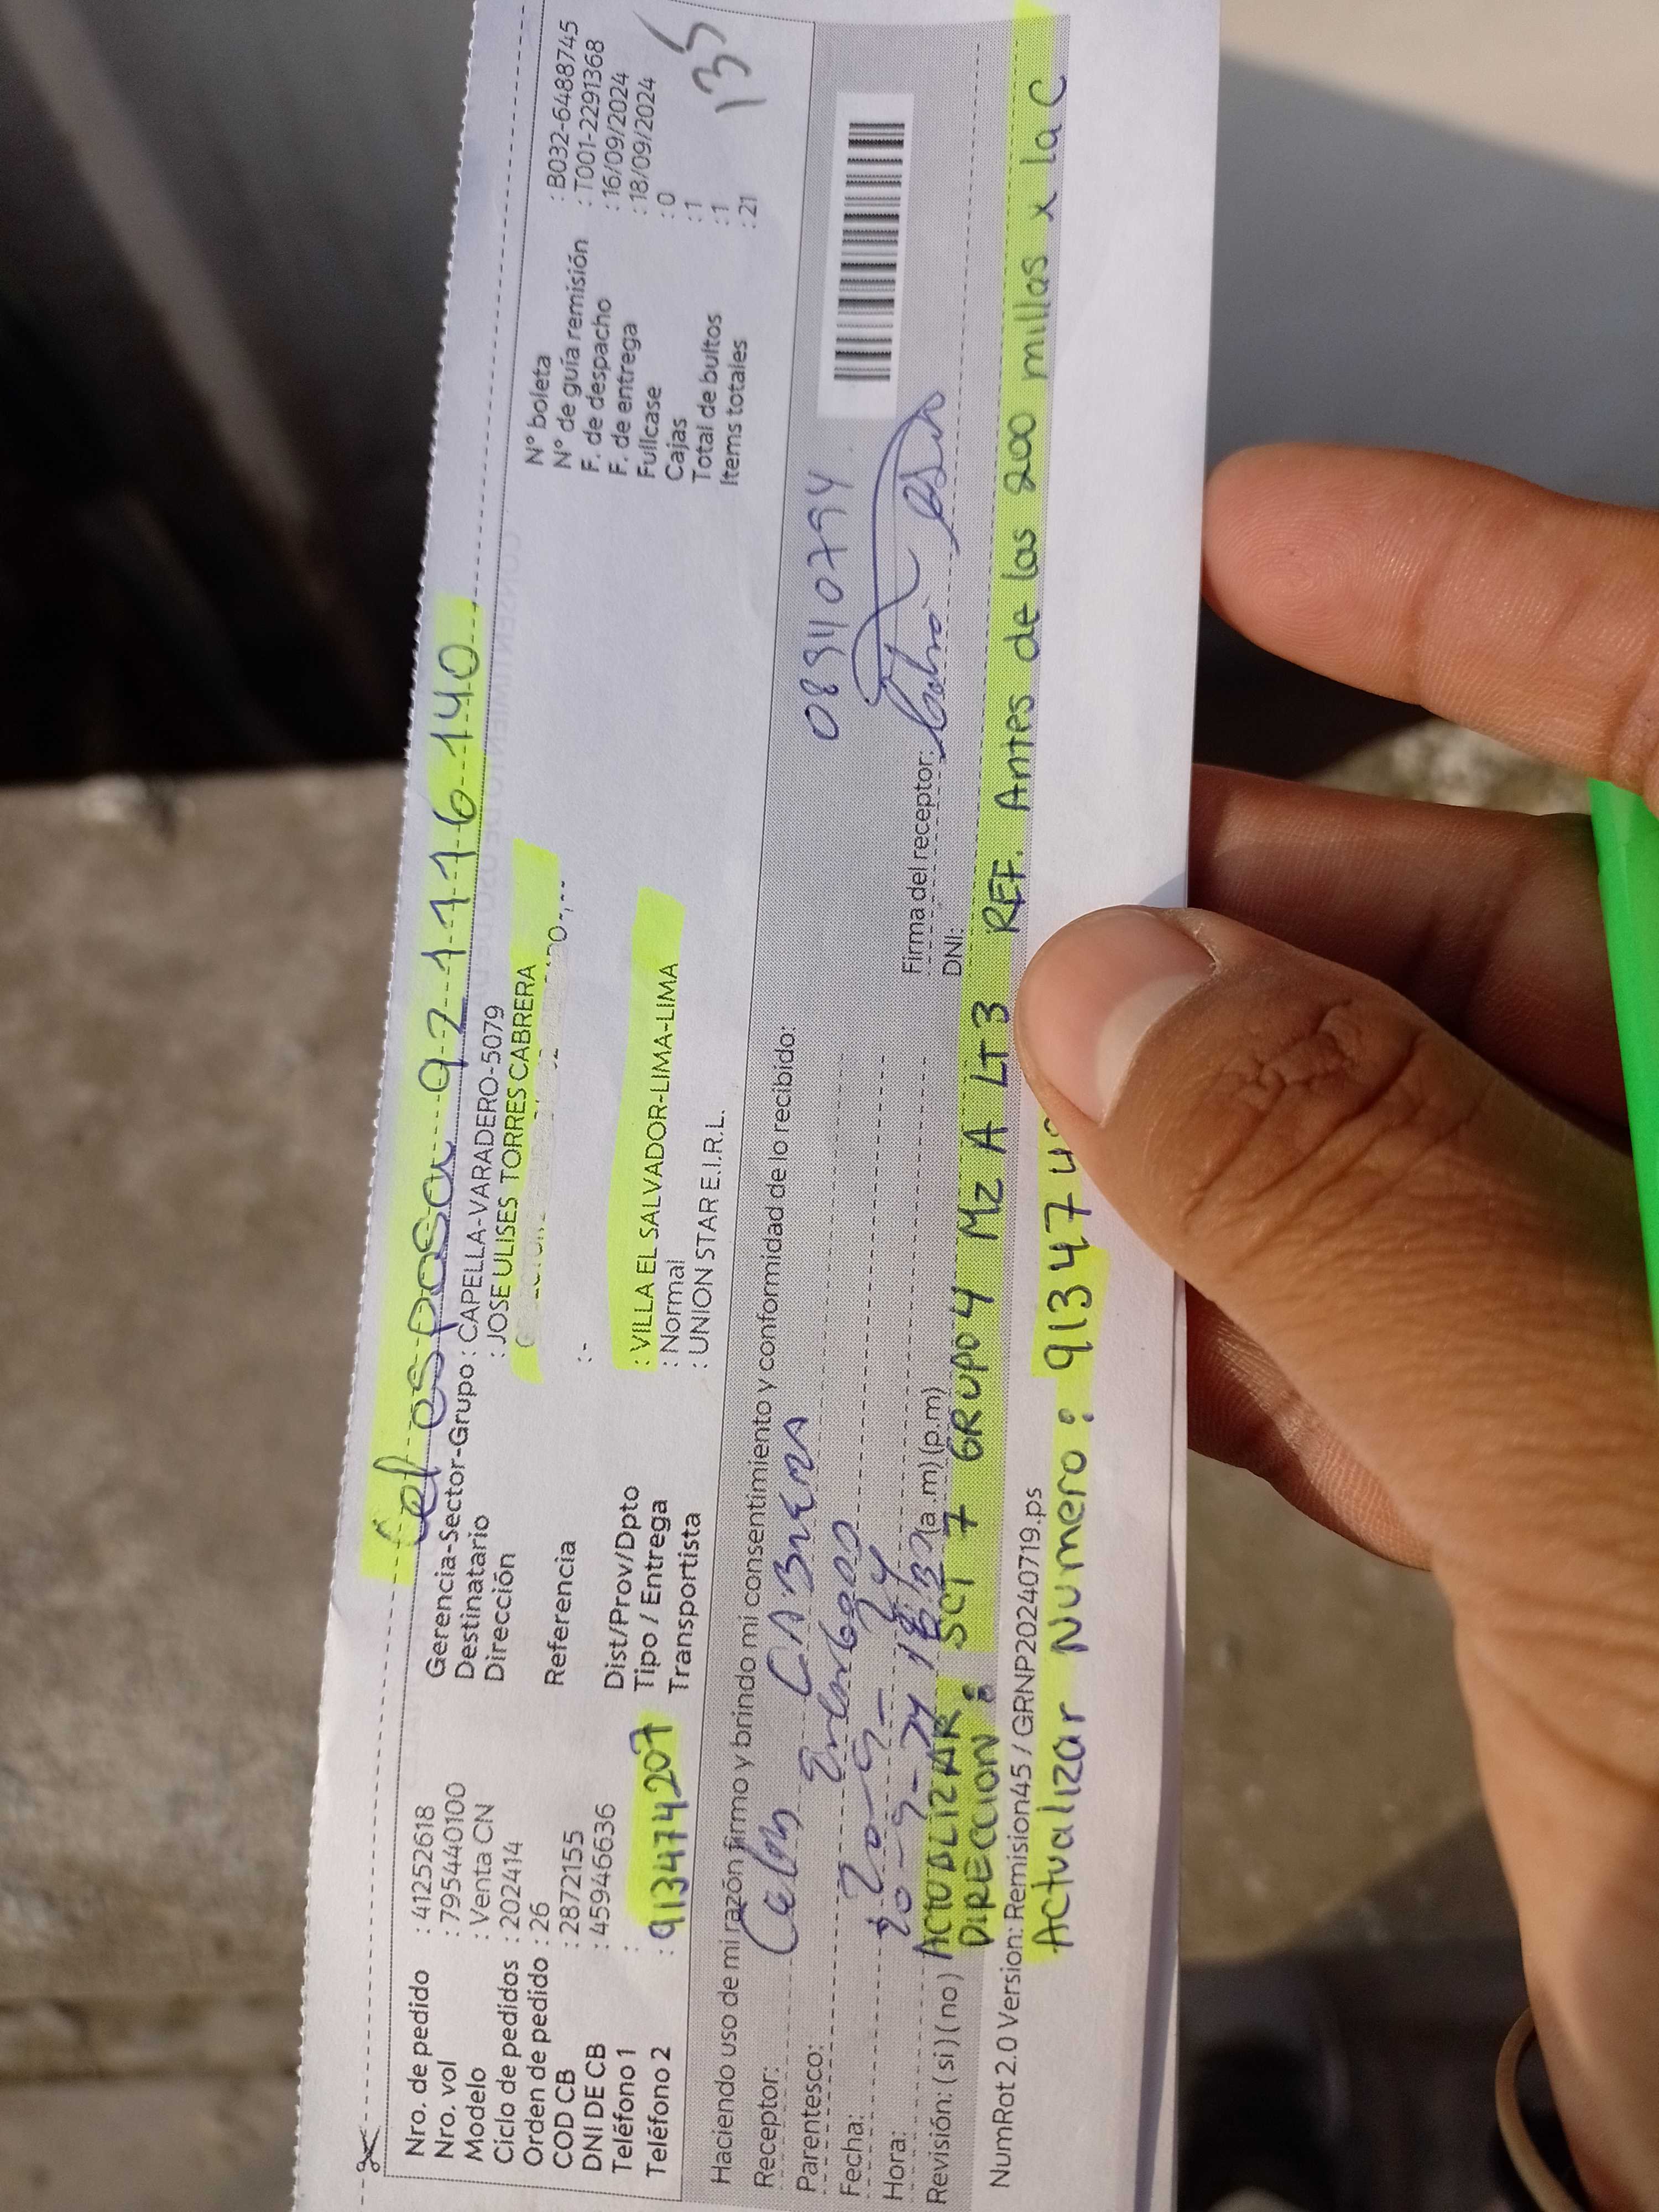 Cel esposa 921116140
Nro. de pedido : 41252618
Nro. vol : 795440100
Modelo : Venta CN
Ciclo de pedidos : 202414
Orden de pedido : 26
COD CB : 2872155
DNI DE CB : 45946636
Teléfono 1 :
Teléfono 2 : 913474207
Gerencia-Sector-Grupo : CAPELLA-VARADERO-5079
Destinatario : JOSE ULISES TORRES CABRERA
Dirección
Referencia : -
Dist/Prov/Dpto : VILLA EL SALVADOR-LIMA-LIMA
Tipo / Entrega : Normal
Transportista : UNION STAR E.I.R.L.
N° boleta : B032-6488745
N° de guía remisión : T001-2291368
F. de despacho : 16/09/2024
F. de entrega : 18/09/2024
Fullcase : 0
Cajas : 1
Total de bultos : 1
Items totales : 21
135
Haciendo uso de mi razón firmo y brindo mi consentimiento y conformidad de lo recibido:
Receptor: CABRERA
Parentesco: Encargado
Fecha: 20-9-24
Hora: 20-9-24 (a.m) (p.m)
Revisión: (si) (no)
08940794
Firma del receptor:
DNI:
ACTUALIZAR DIRECCION : SCT 7 GRUPO 4 MZ A LT 3 REF. Antes de las 200 millas x la C
NumRot 2.0 Version: Remision45 / GRNP20240719.ps
Actualizar Numero : 91347